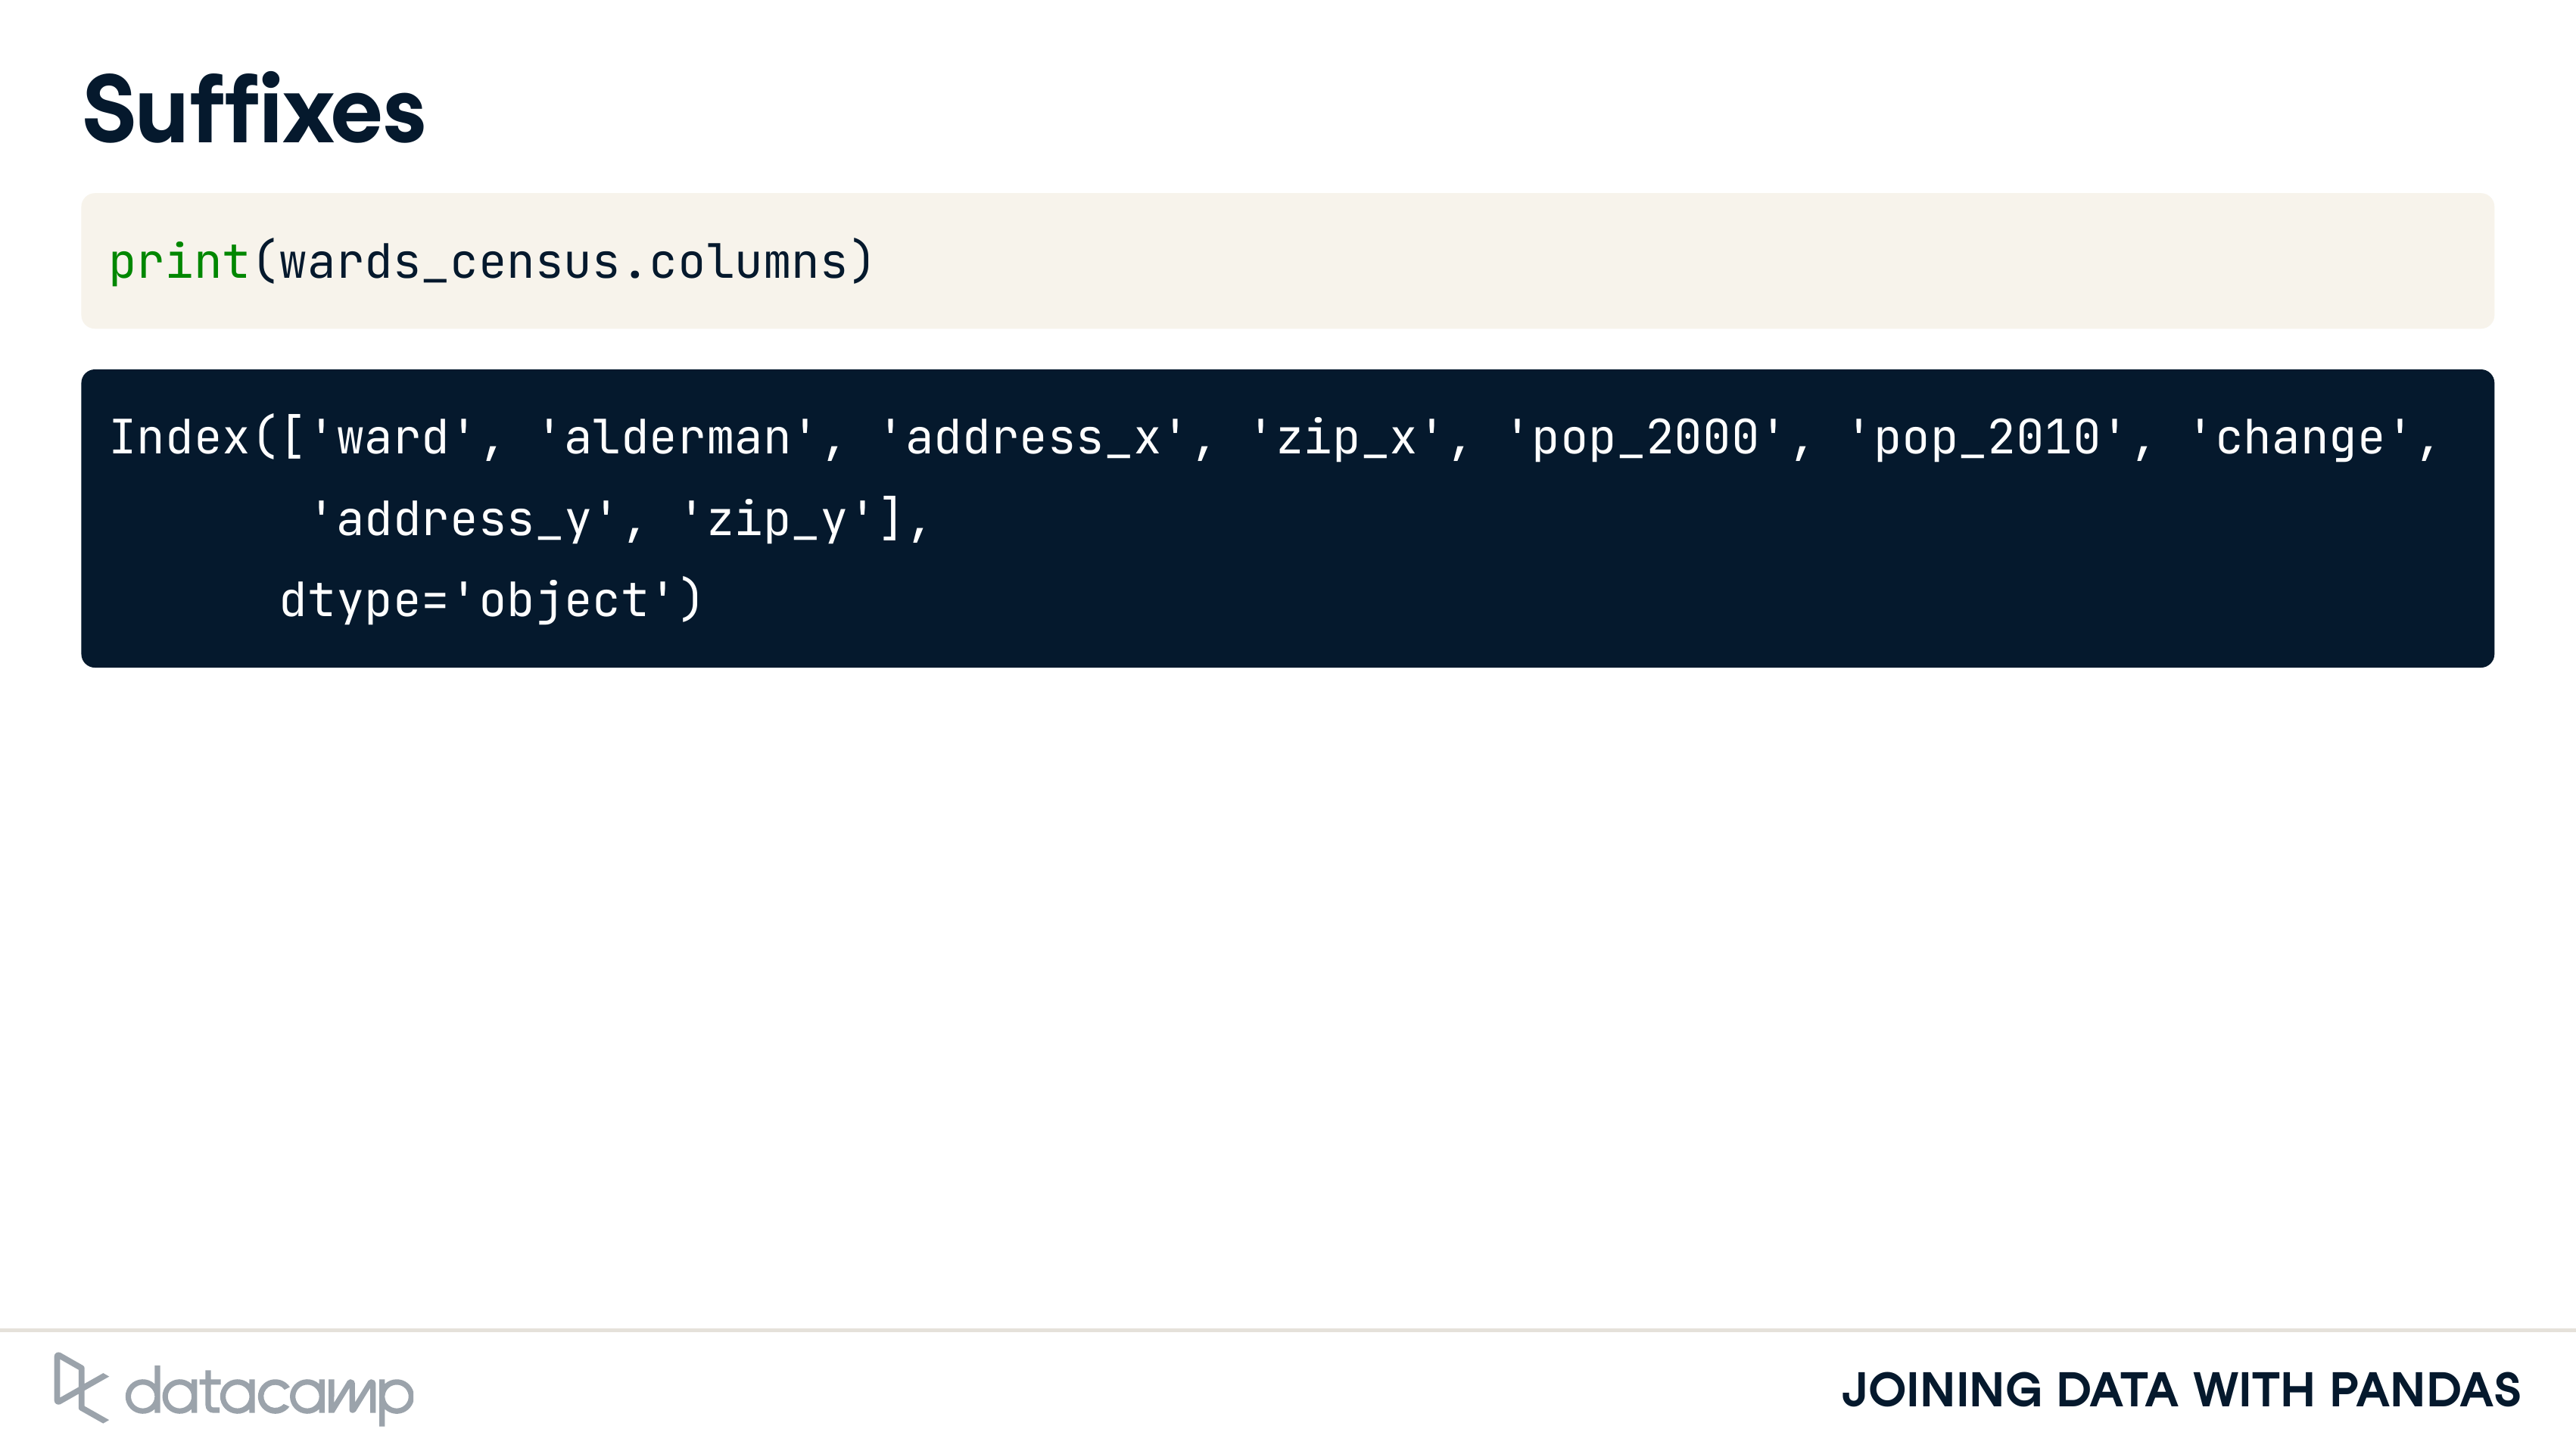 Suffixes
print(wards_census.columns)
Index(['ward', 'alderman', 'address_x', 'zip_x', 'pop_2000', 'pop_2010', 'change',
'address_y', 'zip_y'],
dtype='object')
datacamp
JOINING DATA WITH PANDAS